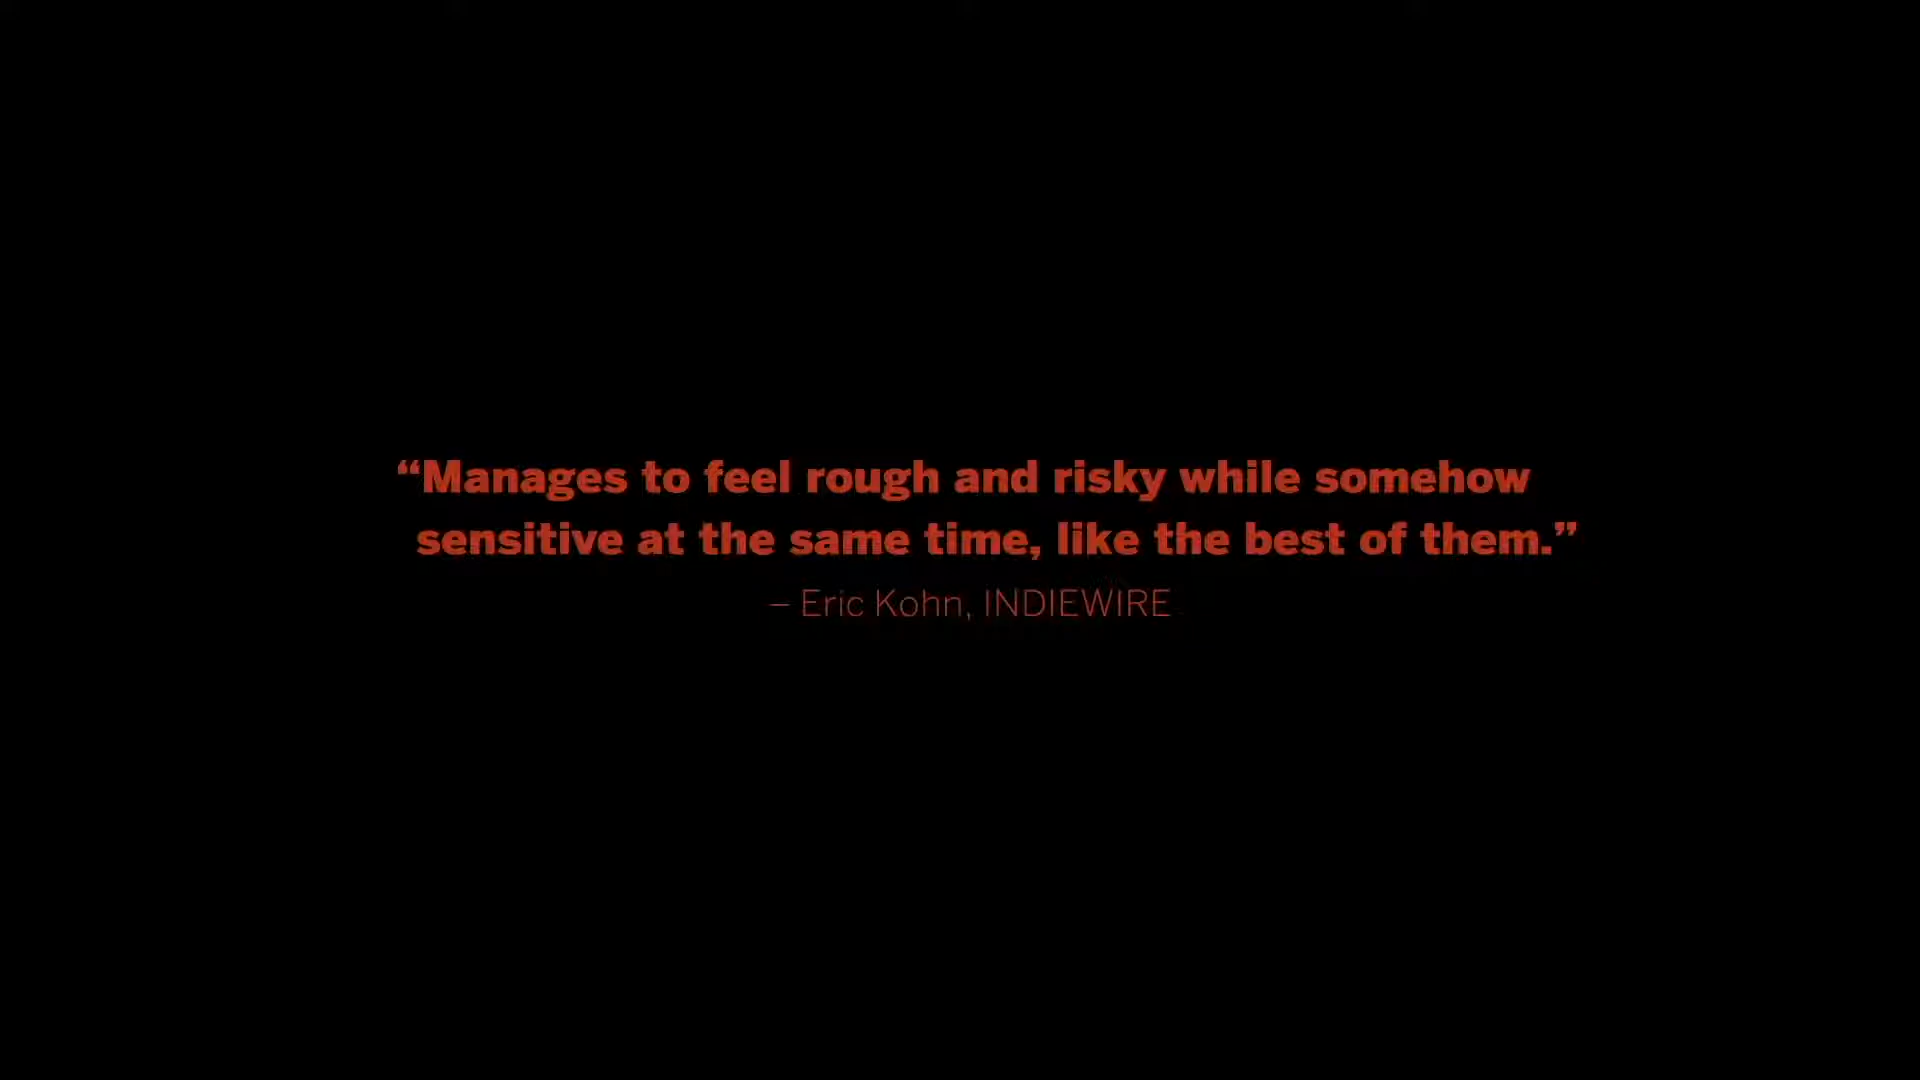 “Manages to feel rough and risky while somehow
sensitive at the same time, like the best of them.”
– Eric Kohn, INDIEWIRE